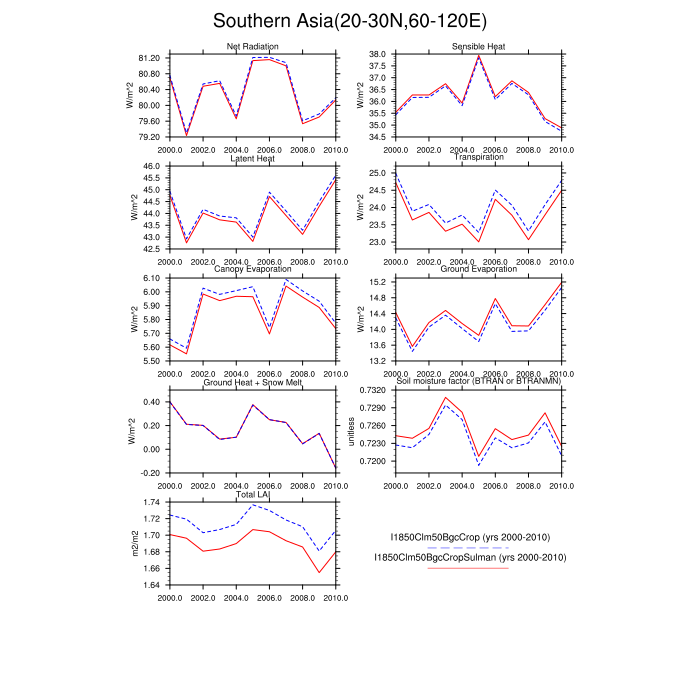 Southern Asia(20-30N,60-120E)
Net Radiation
W/m^2
81.20
80.80
80.40
80.00
79.60
79.20
2000.0 2002.0 2004.0 2006.0 2008.0 2010.0
Sensible Heat
W/m^2
38.0
37.5
37.0
36.5
36.0
35.5
35.0
34.5
2000.0 2002.0 2004.0 2006.0 2008.0 2010.0
Latent Heat
W/m^2
46.0
45.5
45.0
44.5
44.0
43.5
43.0
42.5
2000.0 2002.0 2004.0 2006.0 2008.0 2010.0
Transpiration
W/m^2
25.0
24.5
24.0
23.5
23.0
2000.0 2002.0 2004.0 2006.0 2008.0 2010.0
Canopy Evaporation
W/m^2
6.10
6.00
5.90
5.80
5.70
5.60
5.50
2000.0 2002.0 2004.0 2006.0 2008.0 2010.0
Ground Evaporation
W/m^2
15.2
14.8
14.4
14.0
13.6
13.2
2000.0 2002.0 2004.0 2006.0 2008.0 2010.0
Ground Heat + Snow Melt
W/m^2
0.40
0.20
0.00
-0.20
2000.0 2002.0 2004.0 2006.0 2008.0 2010.0
Soil moisture factor (BTRAN or BTRANMN)
unitless
0.7320
0.7290
0.7260
0.7230
0.7200
2000.0 2002.0 2004.0 2006.0 2008.0 2010.0
Total LAI
m2/m2
1.74
1.72
1.70
1.68
1.66
1.64
2000.0 2002.0 2004.0 2006.0 2008.0 2010.0
I1850Clm50BgcCrop (yrs 2000-2010)
I1850Clm50BgcCropSulman (yrs 2000-2010)